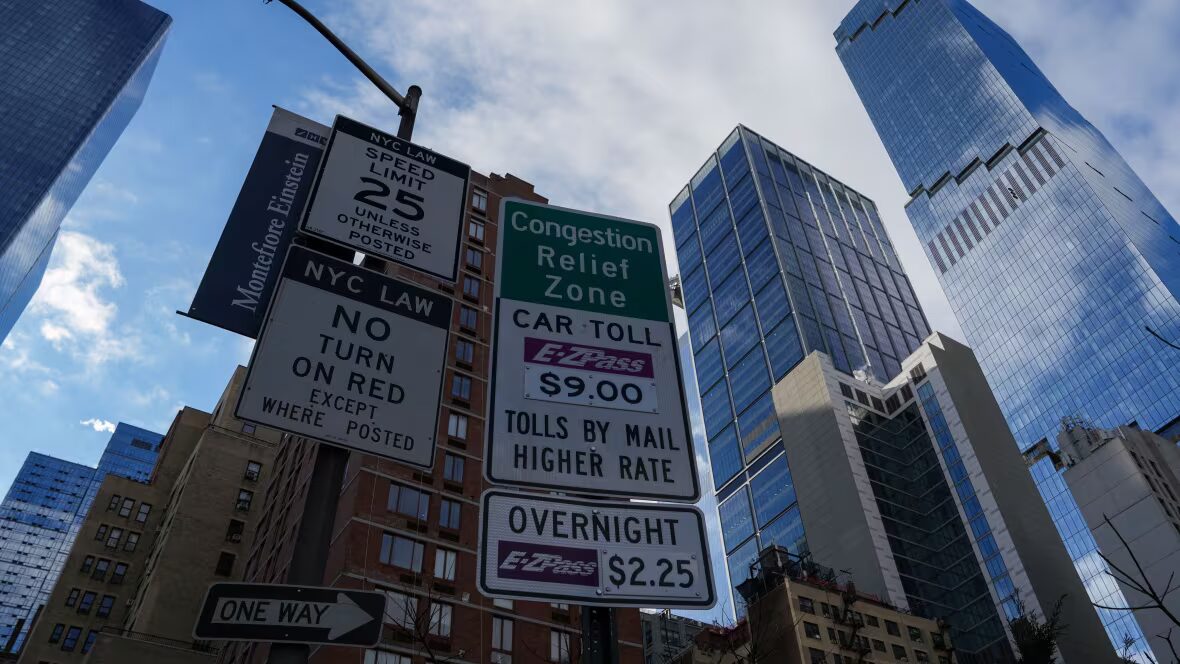 Montefiore Einstein
NYC LAW
SPEED
LIMIT
25
UNLESS
OTHERWISE
POSTED
NYC LAW
NO
TURN
ON RED
EXCEPT
WHERE POSTED
ONE WAY
Congestion
Relief
Zone
CAR TOLL
E-ZPass
$9.00
TOLLS BY MAIL
HIGHER RATE
OVERNIGHT
E-ZPass
$2.25